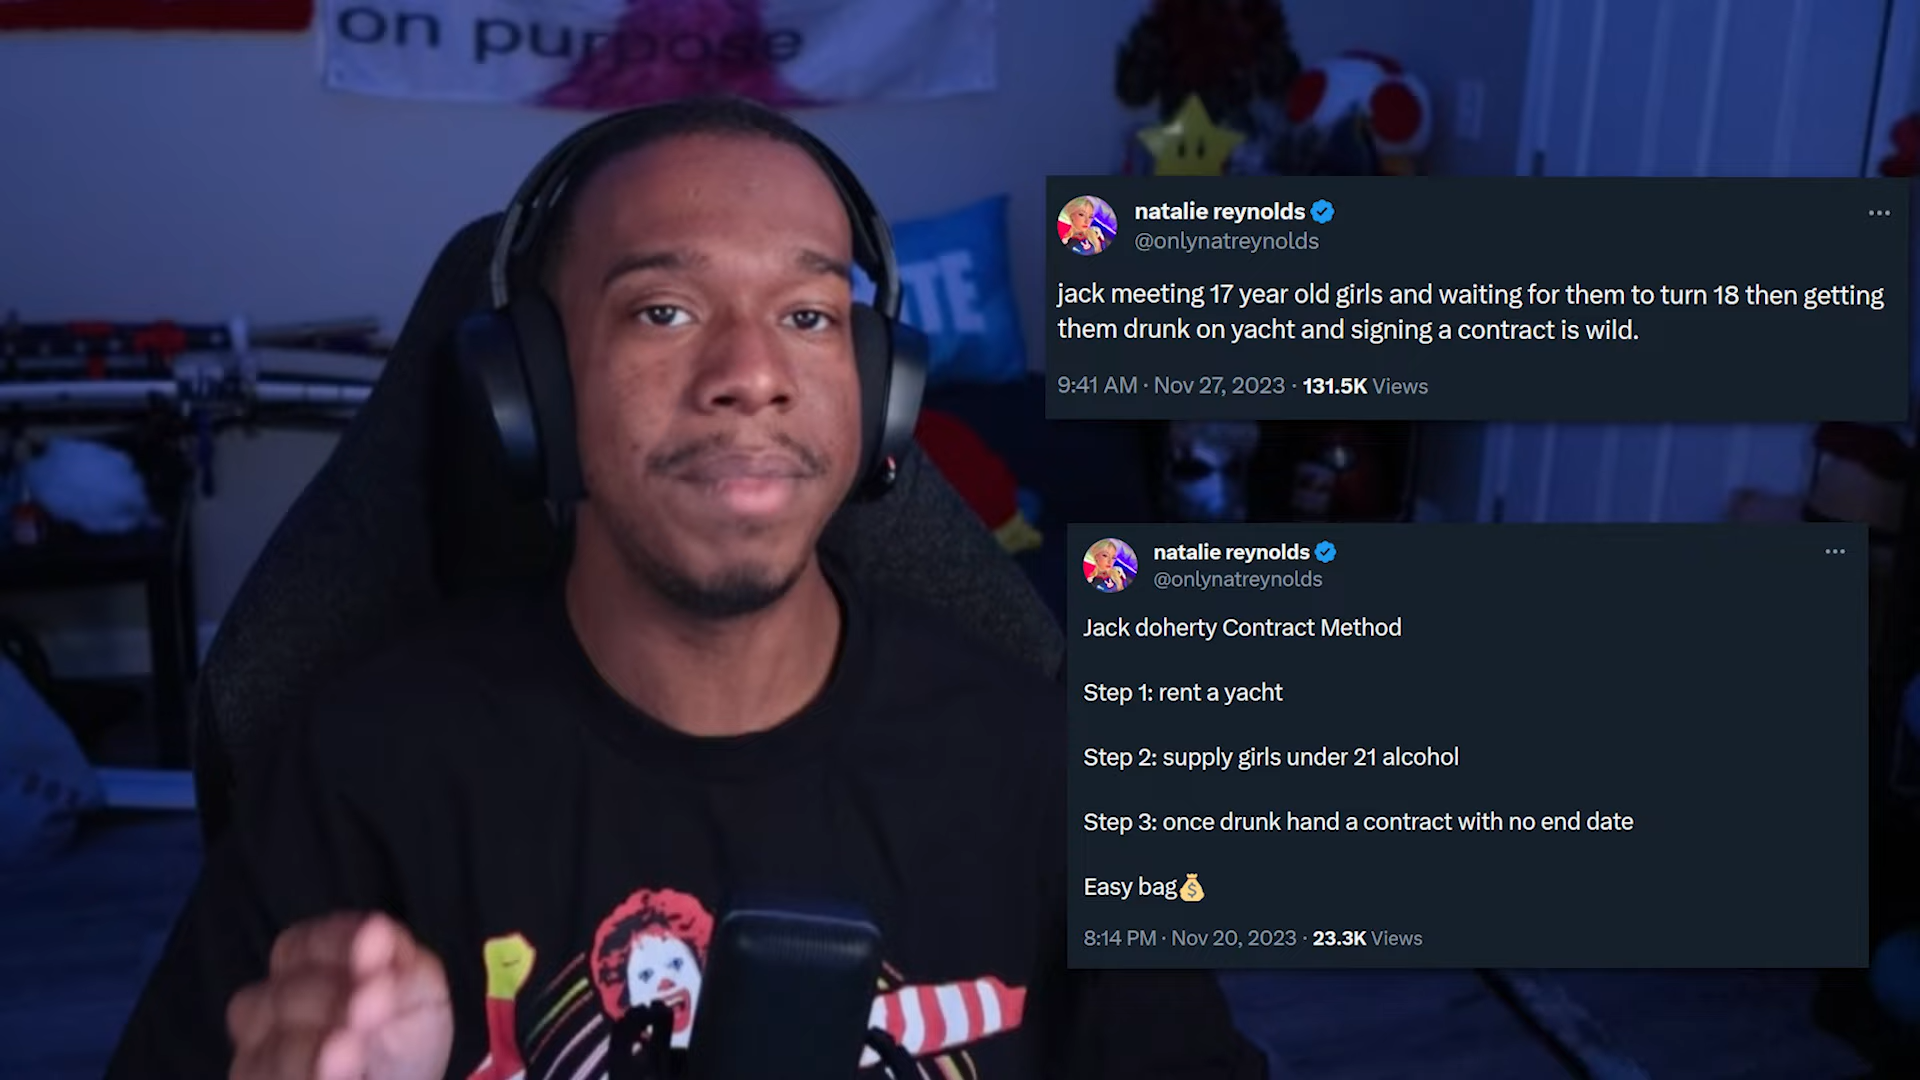 on purpose
natalie reynolds
@onlynatreynolds
jack meeting 17 year old girls and waiting for them to turn 18 then getting
them drunk on yacht and signing a contract is wild.
9:41 AM · Nov 27, 2023 · 131.5K Views
natalie reynolds
@onlynatreynolds
Jack doherty Contract Method
Step 1: rent a yacht
Step 2: supply girls under 21 alcohol
Step 3: once drunk hand a contract with no end date
Easy bag💰
8:14 PM · Nov 20, 2023 · 23.3K Views